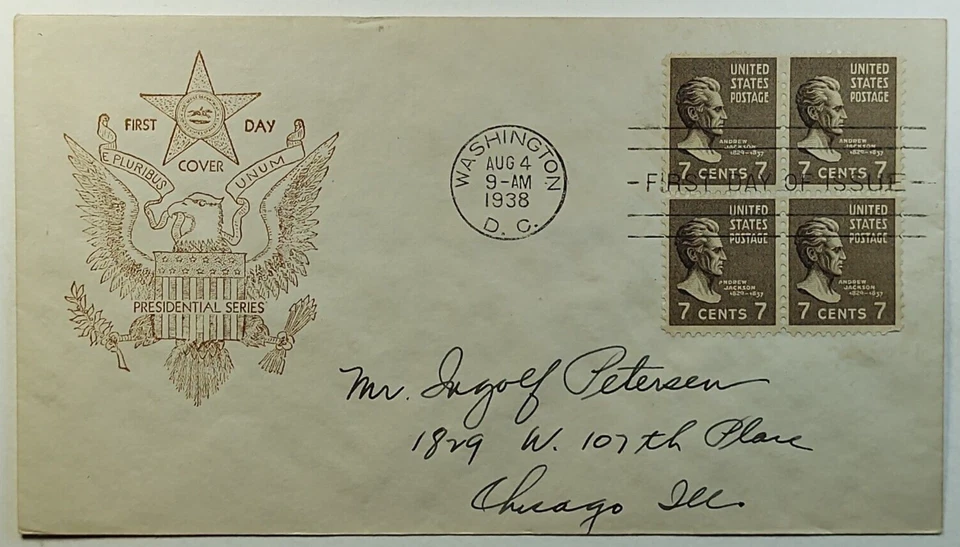 FIRST DAY
COVER
E PLURIBUS UNUM
PRESIDENTIAL SERIES
WASHINGTON
AUG 4
9-AM
1938
D. C.
FIRST DAY OF ISSUE
UNITED
STATES
POSTAGE
ANDREW
JACKSON
1829-1837
7 CENTS 7
UNITED
STATES
POSTAGE
ANDREW
JACKSON
1829-1837
7 CENTS 7
UNITED
STATES
POSTAGE
ANDREW
JACKSON
1829-1837
7 CENTS 7
UNITED
STATES
POSTAGE
ANDREW
JACKSON
1829-1837
7 CENTS 7
Mr. Ingolf Petersen
1829 W. 107th Place
Chicago Ill.